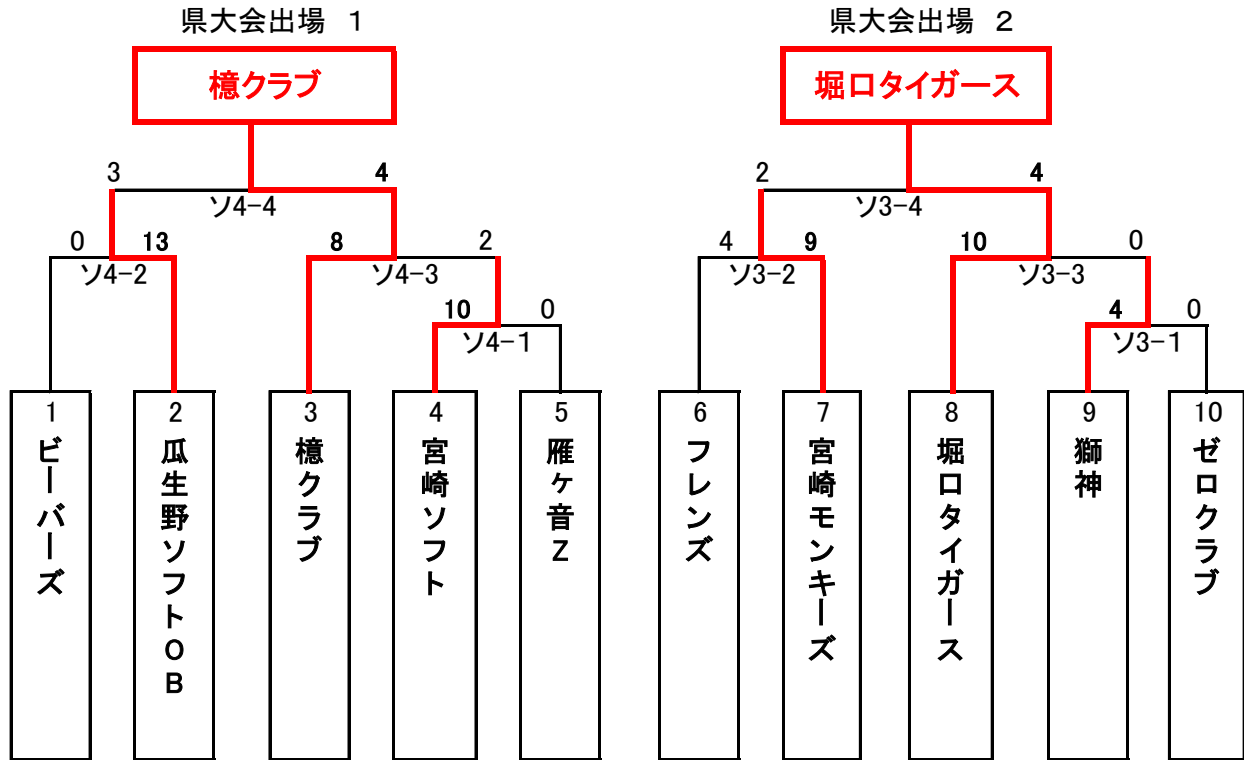 県大会出場 1
県大会出場 2
檍クラブ
堀口タイガース
3
4
2
4
ソ4-4
ソ3-4
0
13
8
2
4
9
10
0
ソ4-2
ソ4-3
ソ3-2
ソ3-3
10
0
4
0
ソ4-1
ソ3-1
1
ビーバーズ
2
瓜生野ソフトOB
3
檍クラブ
4
宮崎ソフト
5
雁ヶ音Z
6
フレンズ
7
宮崎モンキーズ
8
堀口タイガース
9
獅神
10
ゼロクラブ